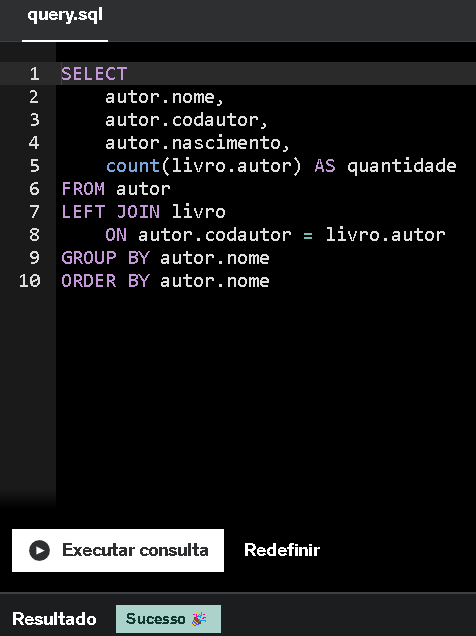 query.sql
1 SELECT
2     autor.nome,
3     autor.codautor,
4     autor.nascimento,
5     count(livro.autor) AS quantidade
6 FROM autor
7 LEFT JOIN livro
8     ON autor.codautor = livro.autor
9 GROUP BY autor.nome
10 ORDER BY autor.nome
Executar consulta Redefinir
Resultado Sucesso 🎉